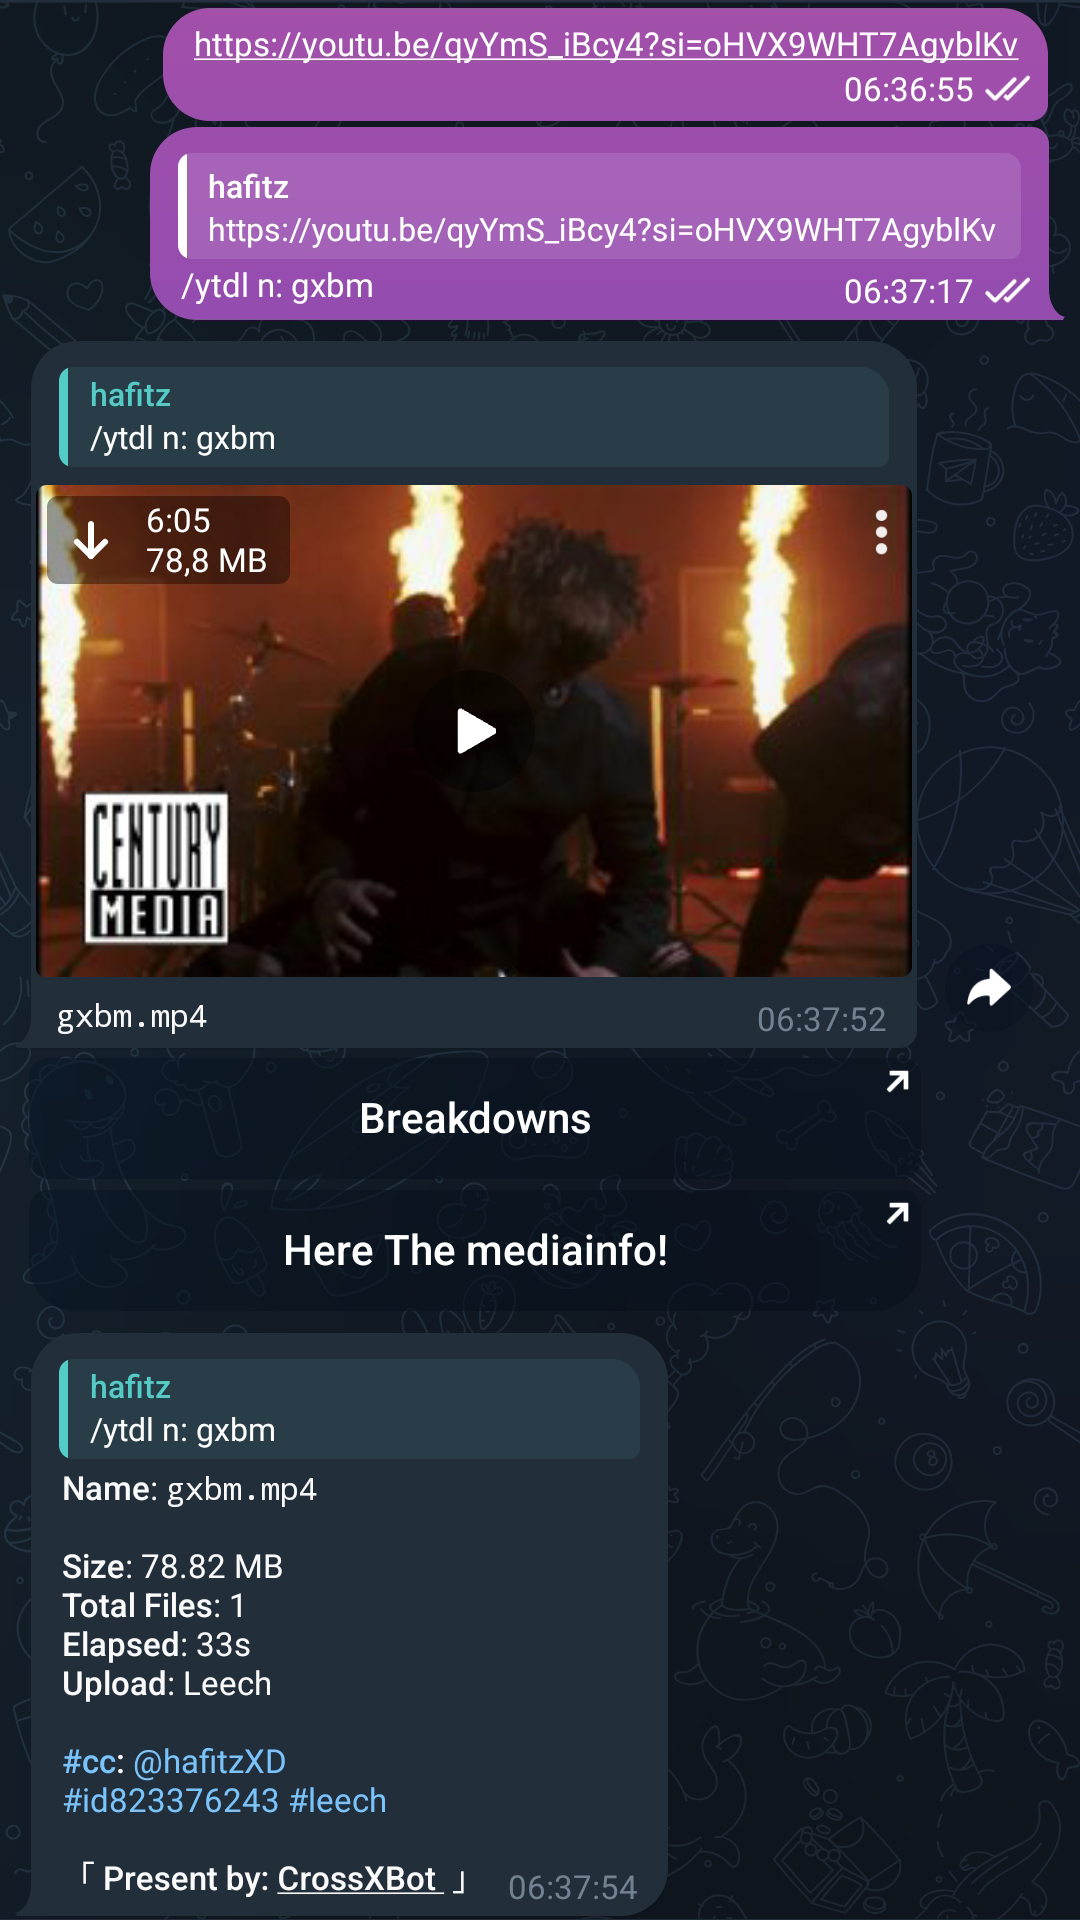 https://youtu.be/qyYmS_iBcy4?si=oHVX9WHT7AgyblKv
06:36:55
hafitz
https://youtu.be/qyYmS_iBcy4?si=oHVX9WHT7AgyblKv
/ytdl n: gxbm
06:37:17
hafitz
/ytdl n: gxbm
6:05
78,8 MB
CENTURY
MEDIA
gxbm.mp4
06:37:52
Breakdowns
Here The mediainfo!
hafitz
/ytdl n: gxbm
Name: gxbm.mp4
Size: 78.82 MB
Total Files: 1
Elapsed: 33s
Upload: Leech
#cc: @hafitzXD
#id823376243 #leech
「 Present by: CrossXBot 」
06:37:54